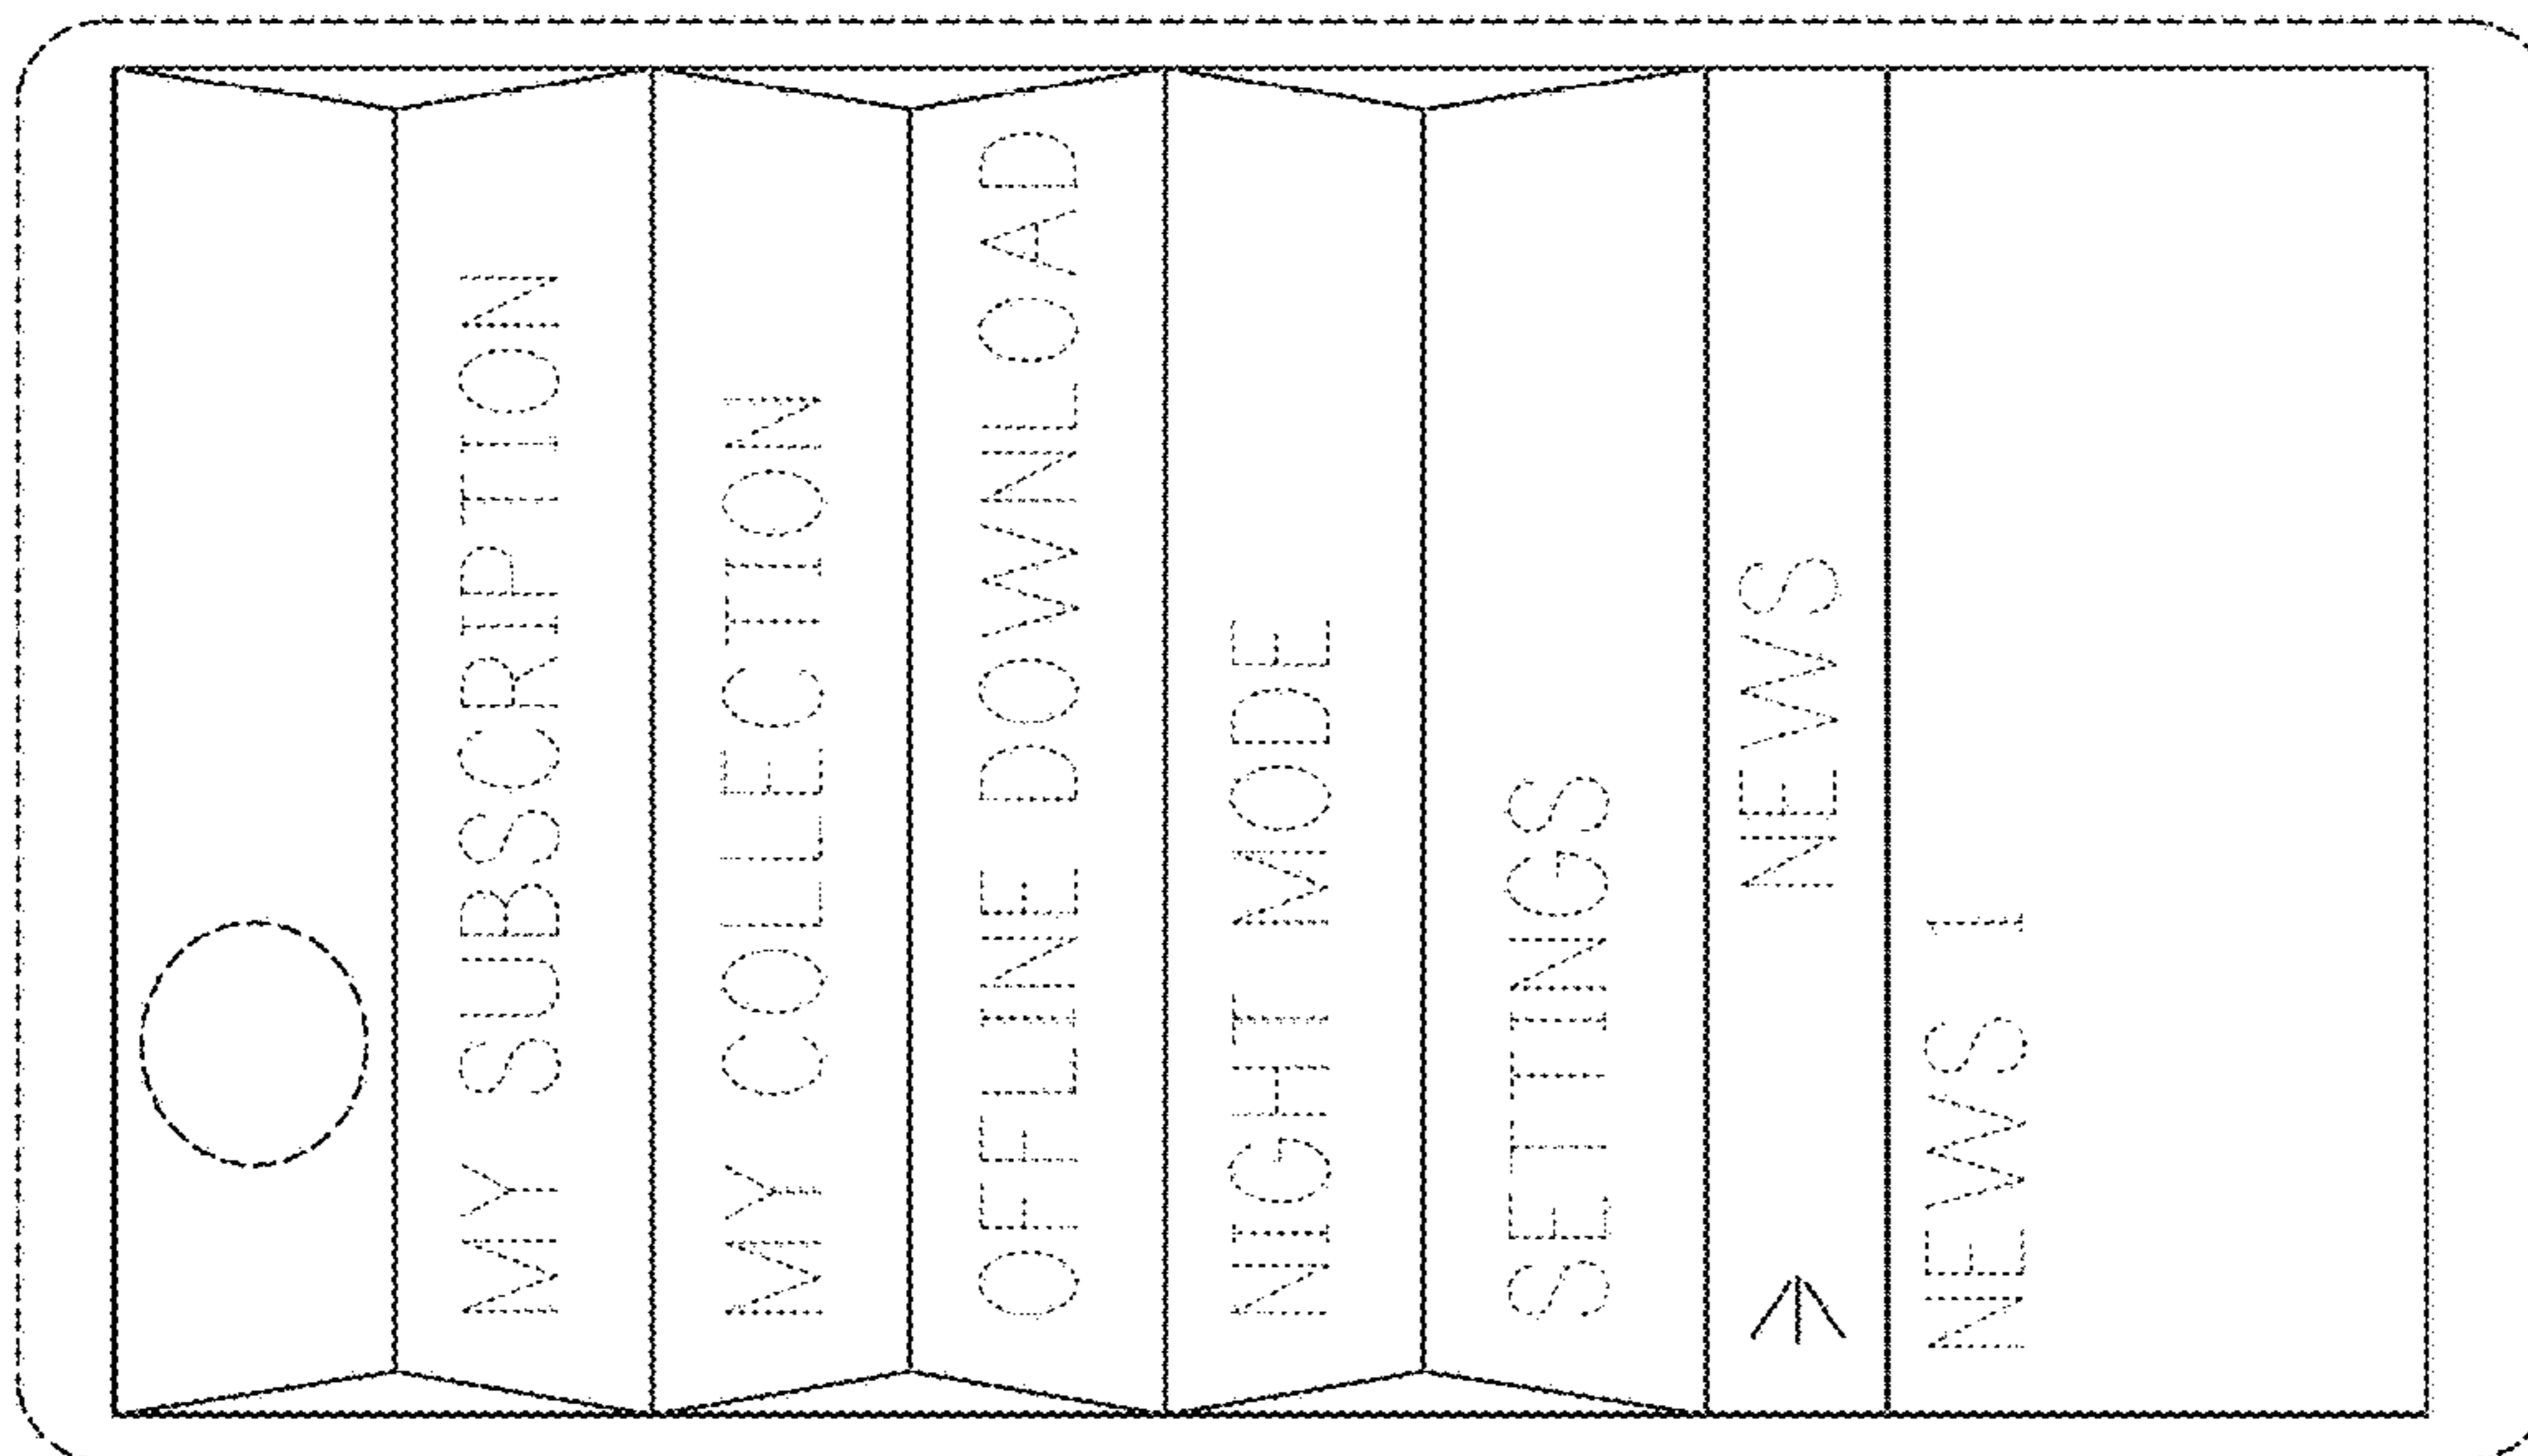 MY SUBSCRIPTION
MY COLLECTION
OFFLINE DOWNLOAD
NIGHT MODE
SETTINGS
NEWS
NEWS 1